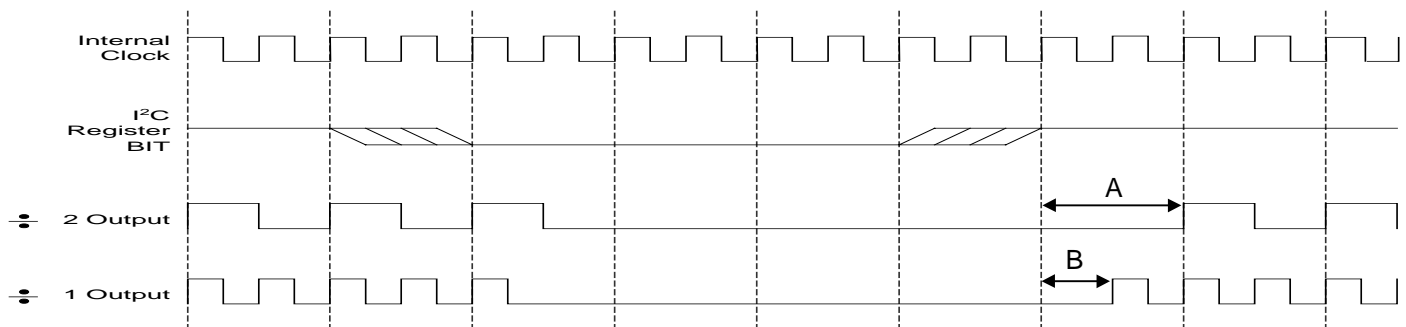 Internal
Clock
I²C
Register
BIT
A
÷ 2 Output
B
÷ 1 Output